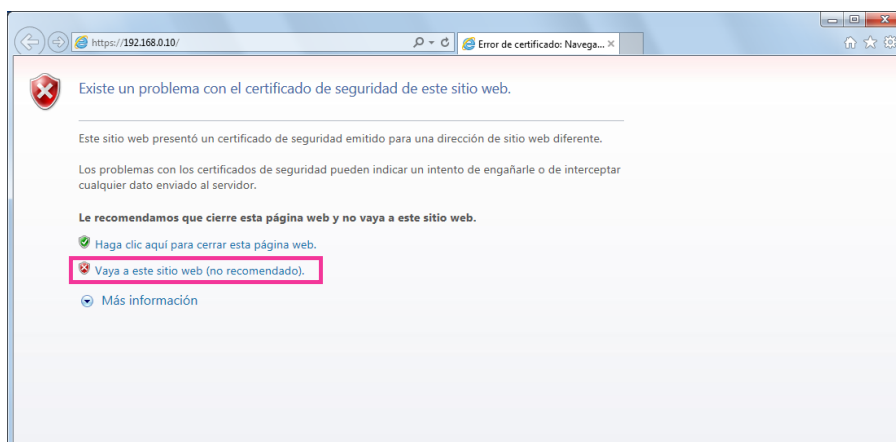 https://192.168.0.10/
Error de certificado: Navega...
Existe un problema con el certificado de seguridad de este sitio web.
Este sitio web presentó un certificado de seguridad emitido para una dirección de sitio web diferente.
Los problemas con los certificados de seguridad pueden indicar un intento de engañarle o de interceptar
cualquier dato enviado al servidor.
Le recomendamos que cierre esta página web y no vaya a este sitio web.
Haga clic aquí para cerrar esta página web.
Vaya a este sitio web (no recomendado).
Más información